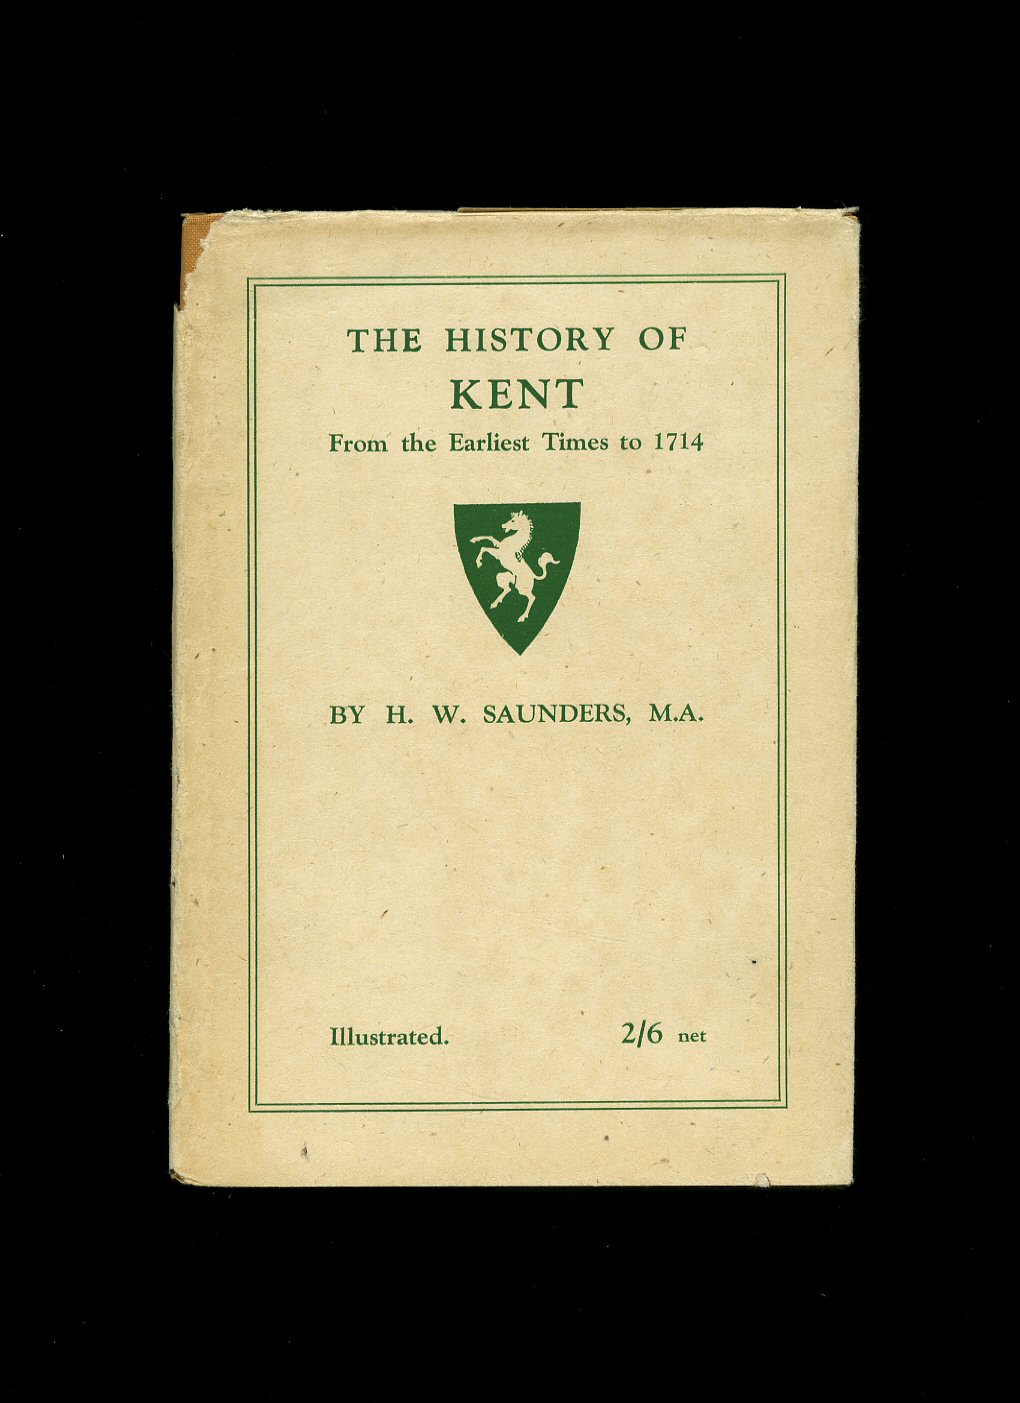 THE HISTORY OF
KENT
From the Earliest Times to 1714
BY H. W. SAUNDERS, M.A.
Illustrated. 2/6 net